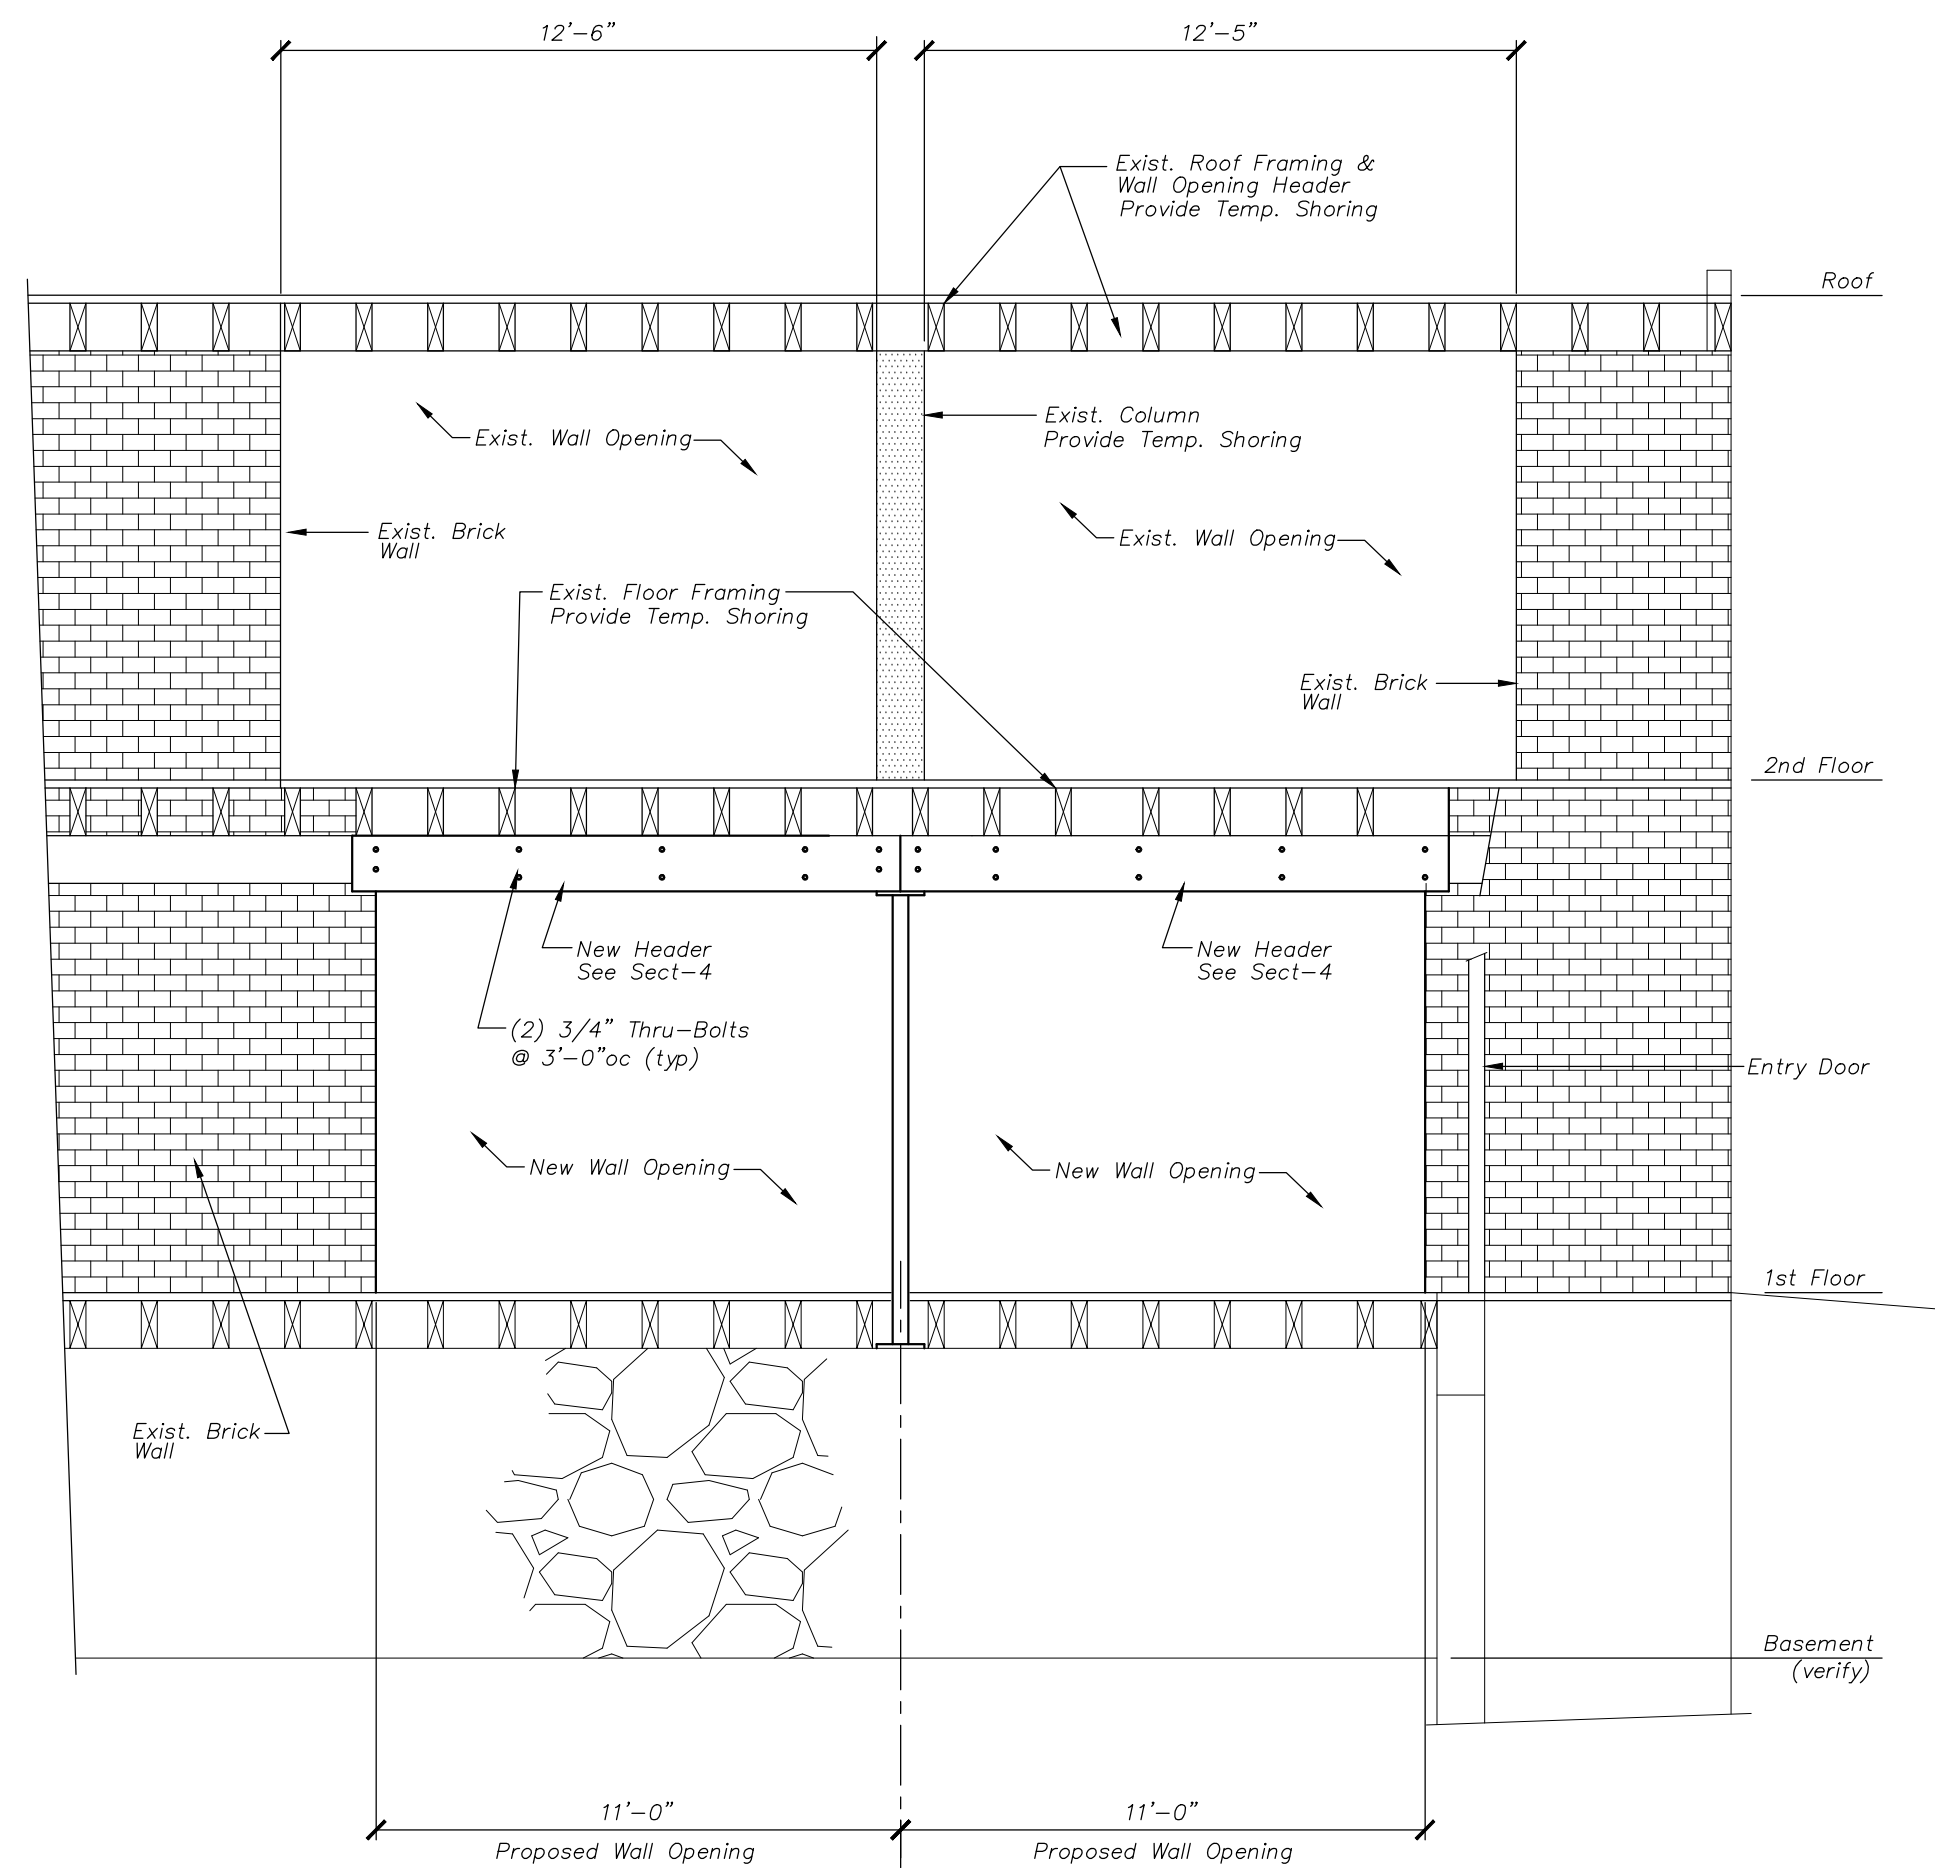 12'-6"
12'-5"
Exist. Roof Framing &
Wall Opening Header
Provide Temp. Shoring
Roof
Exist. Wall Opening
Exist. Column
Provide Temp. Shoring
Exist. Brick
Wall
Exist. Wall Opening
Exist. Floor Framing
Provide Temp. Shoring
Exist. Brick
Wall
2nd Floor
New Header
See Sect-4
New Header
See Sect-4
(2) 3/4" Thru-Bolts
@ 3'-0"oc (typ)
Entry Door
New Wall Opening
New Wall Opening
1st Floor
Exist. Brick
Wall
Basement
(verify)
11'-0"
Proposed Wall Opening
11'-0"
Proposed Wall Opening